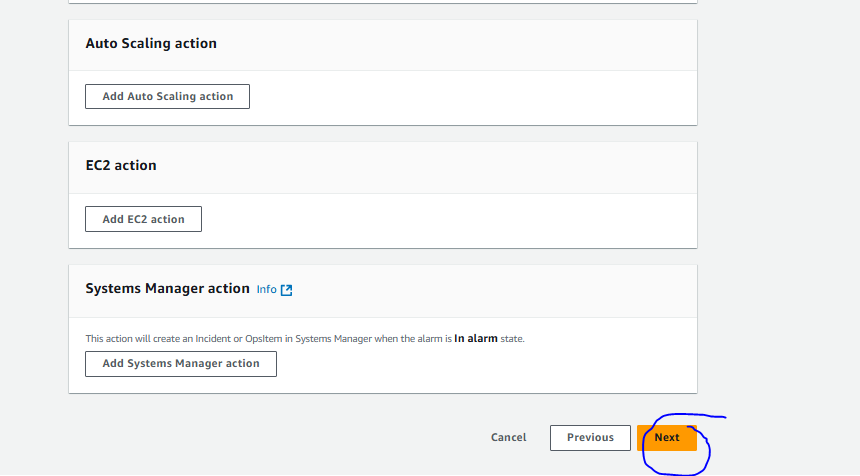 Auto Scaling action
Add Auto Scaling action
EC2 action
Add EC2 action
Systems Manager action Info
This action will create an Incident or OpsItem in Systems Manager when the alarm is In alarm state.
Add Systems Manager action
Cancel Previous Next